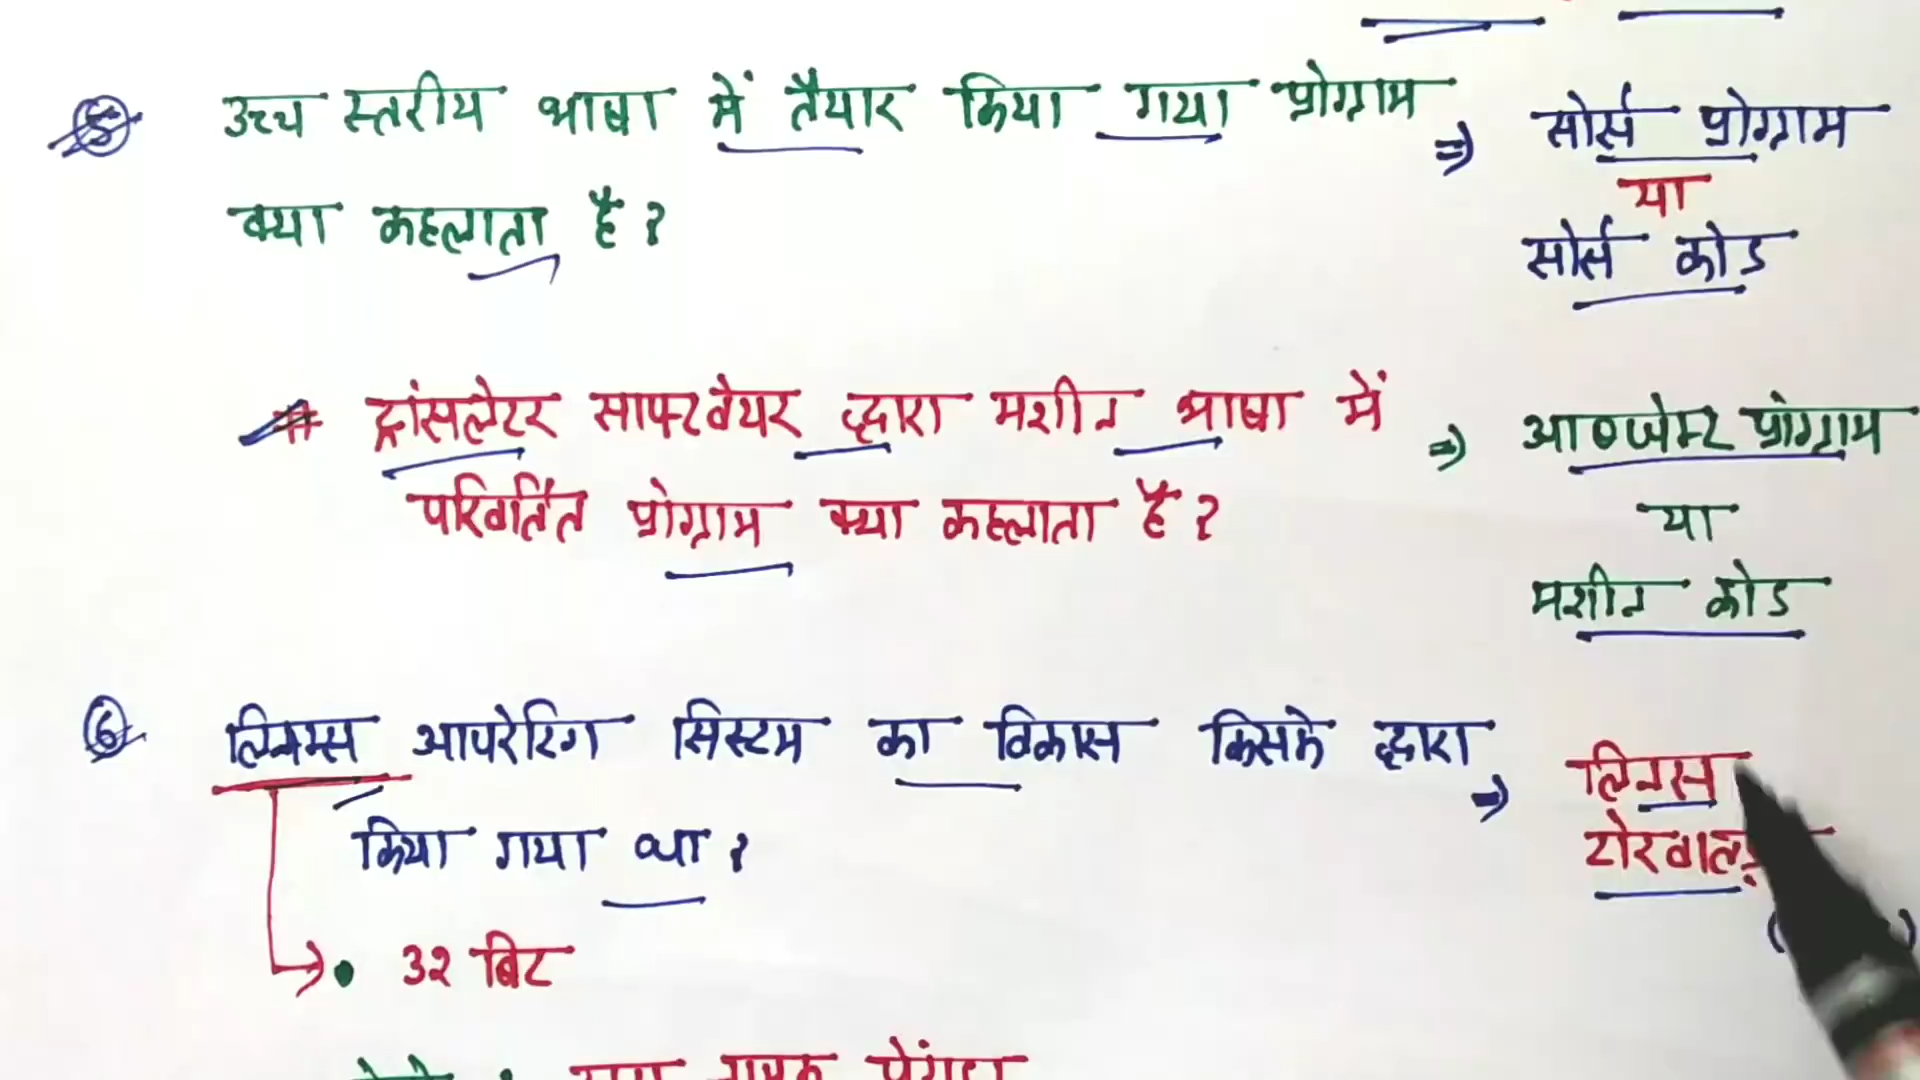 ⑤ उच्च स्तरीय भाषा में तैयार किया गया प्रोग्राम ⇒ सोर्स प्रोग्राम
क्या कहलाता है?
या
सोर्स कोड
# ट्रांसलेटर साफ्टवेयर द्वारा मशीन भाषा में ⇒ आब्जेक्ट प्रोग्राम
परिवर्तित प्रोग्राम क्या कहलाता है?
या
मशीन कोड
⑥ लिनक्स आपरेटिंग सिस्टम का विकास किसके द्वारा ⇒ लिनस
किया गया था?
टोरवाल्ड
• 32 बिट